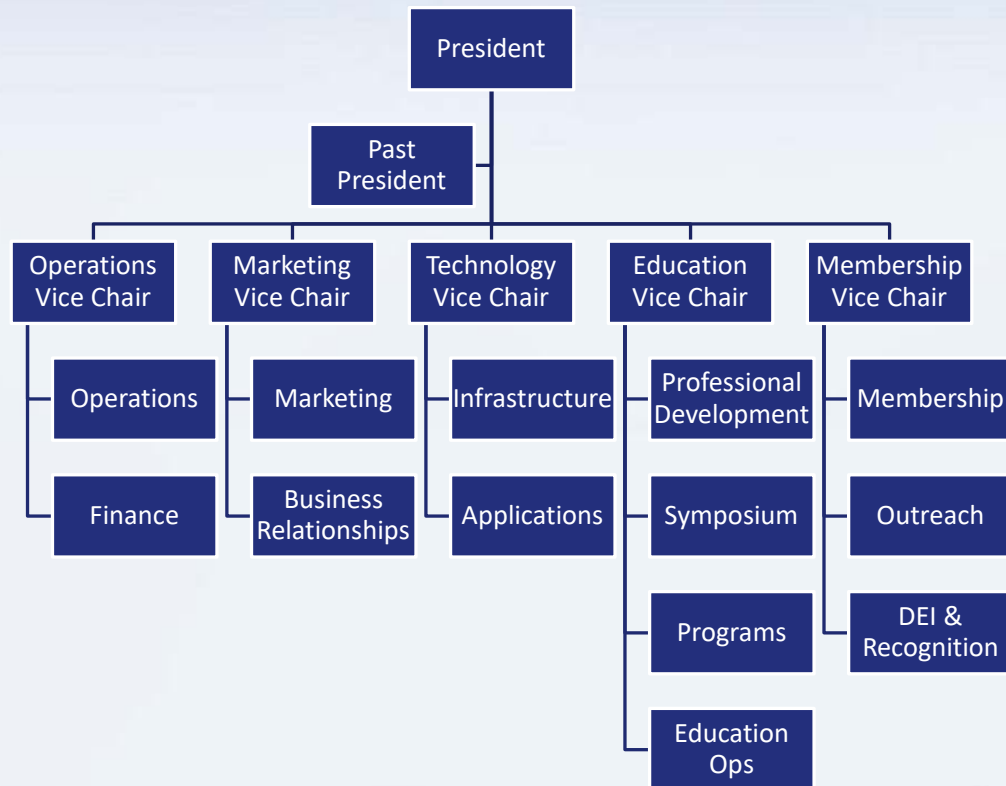 President
Past
President
Operations
Vice Chair
Marketing
Vice Chair
Technology
Vice Chair
Education
Vice Chair
Membership
Vice Chair
Operations
Finance
Marketing
Business
Relationships
Infrastructure
Applications
Professional
Development
Symposium
Programs
Education
Ops
Membership
Outreach
DEI &
Recognition